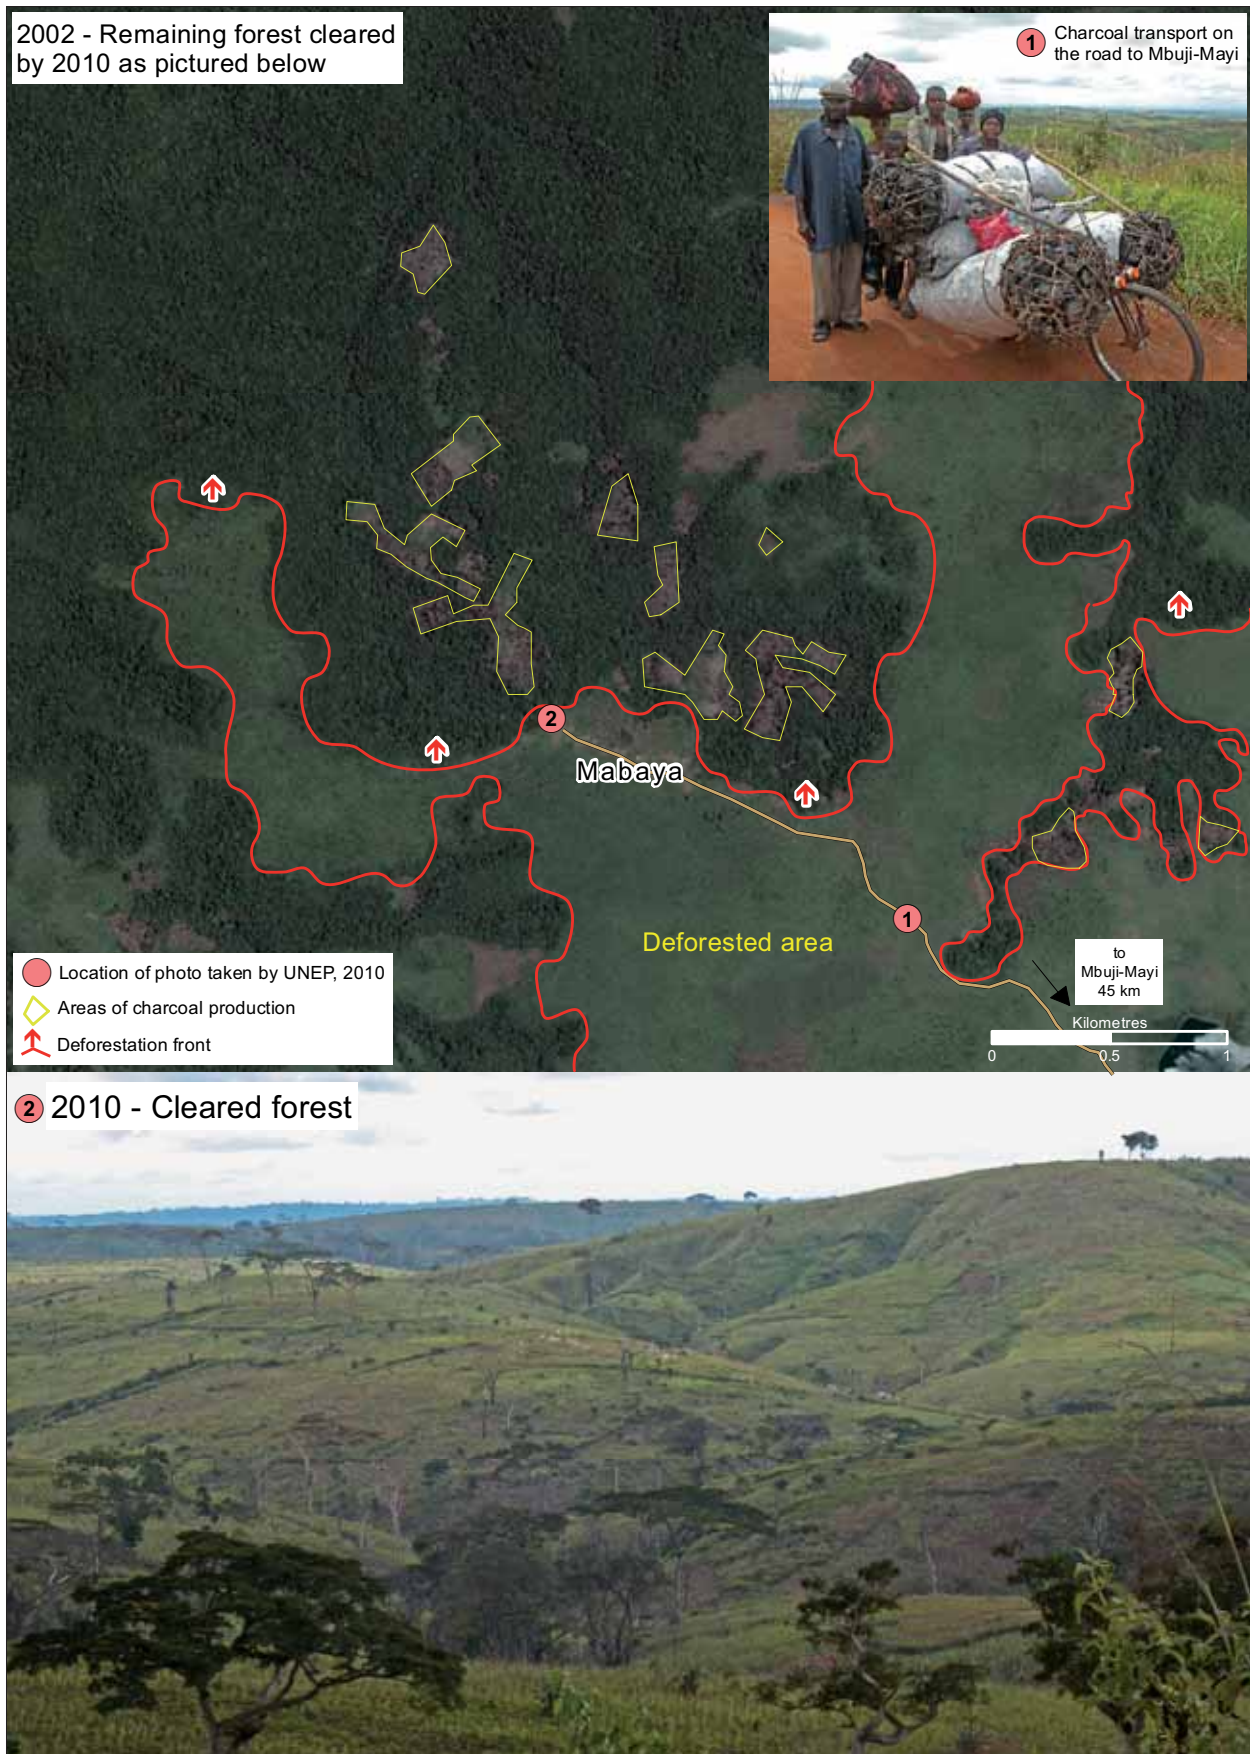 2002 - Remaining forest cleared
by 2010 as pictured below
1
Charcoal transport on
the road to Mbuji-Mayi
2
Mabaya
1
Deforested area
to
Mbuji-Mayi
45 km
Location of photo taken by UNEP, 2010
Areas of charcoal production
Deforestation front
Kilometres
0 0.5 1
2 2010 - Cleared forest